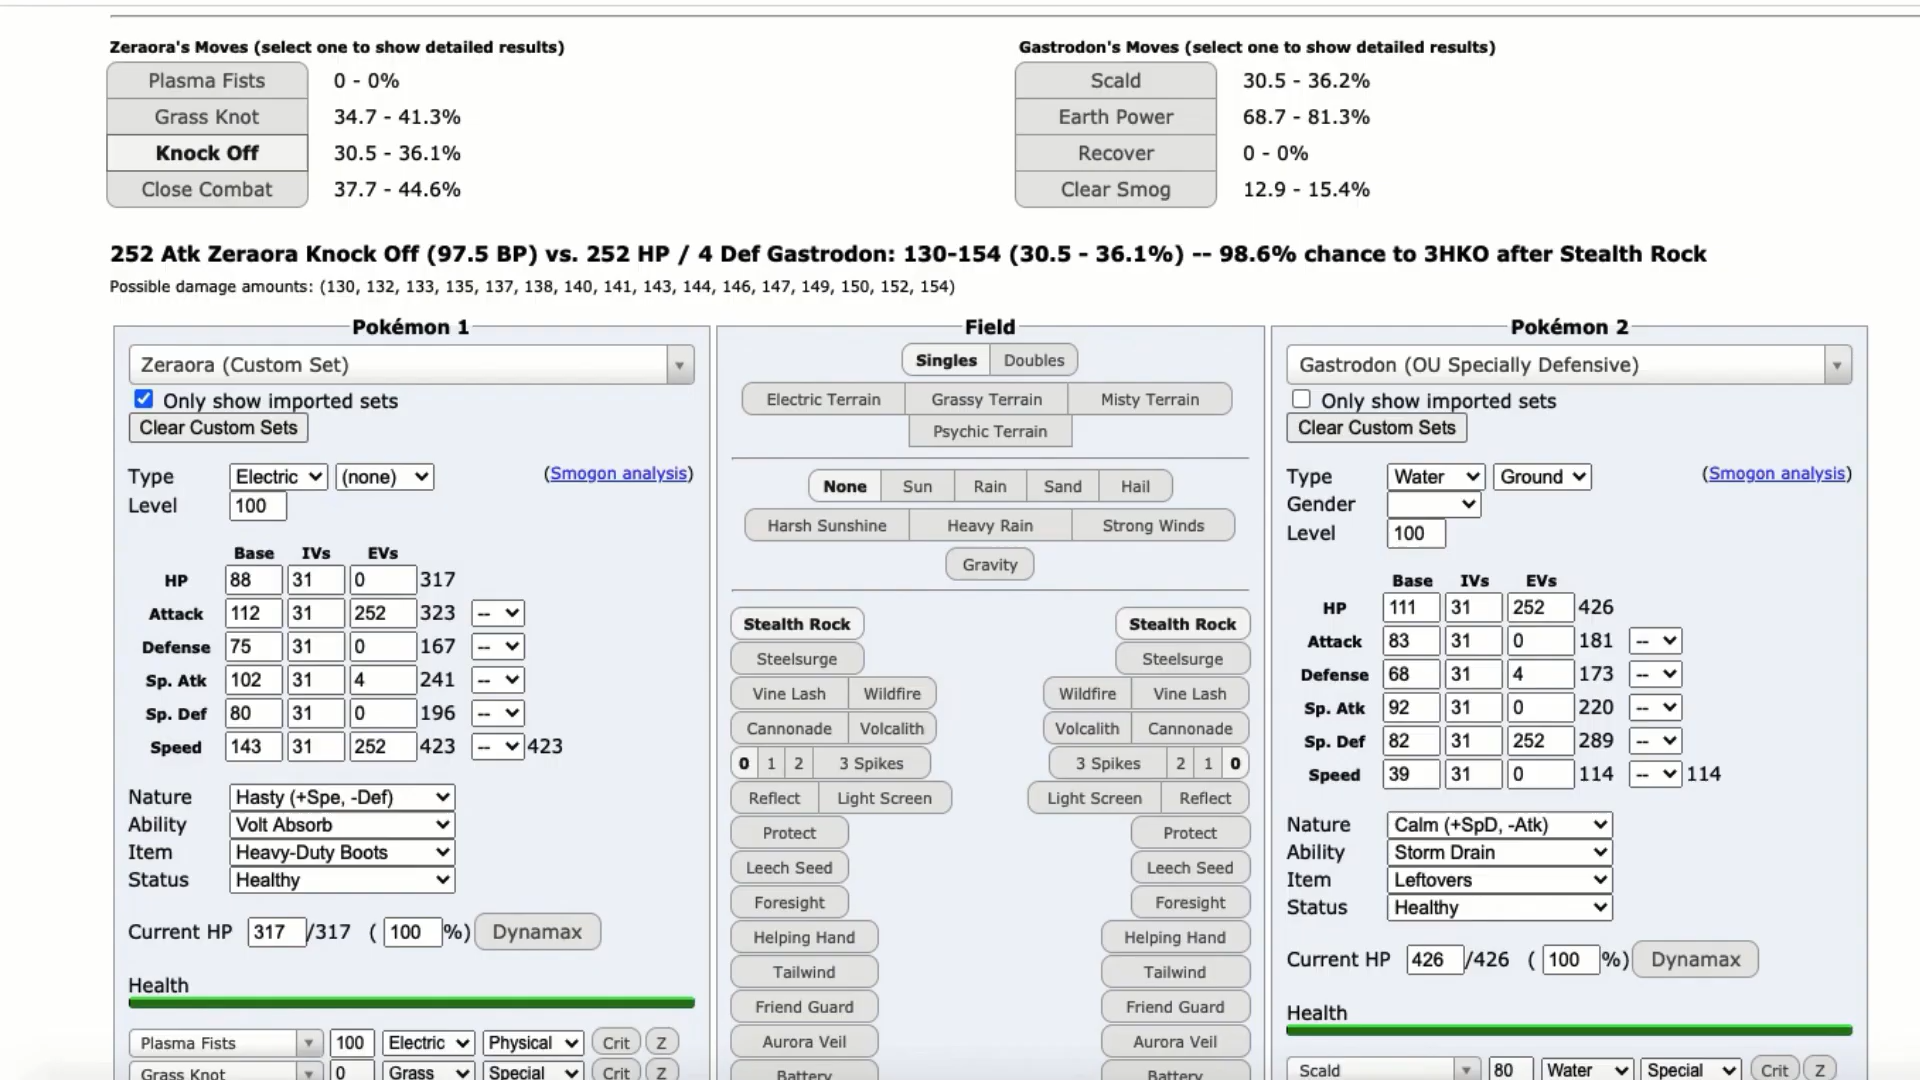 Zeraora's Moves (select one to show detailed results)
Plasma Fists 0 - 0%
Grass Knot 34.7 - 41.3%
Knock Off 30.5 - 36.1%
Close Combat 37.7 - 44.6%
Gastrodon's Moves (select one to show detailed results)
Scald 30.5 - 36.2%
Earth Power 68.7 - 81.3%
Recover 0 - 0%
Clear Smog 12.9 - 15.4%
252 Atk Zeraora Knock Off (97.5 BP) vs. 252 HP / 4 Def Gastrodon: 130-154 (30.5 - 36.1%) -- 98.6% chance to 3HKO after Stealth Rock
Possible damage amounts: (130, 132, 133, 135, 137, 138, 140, 141, 143, 144, 146, 147, 149, 150, 152, 154)
Pokémon 1
Zeraora (Custom Set)
Only show imported sets
Clear Custom Sets
Type Electric (none) (Smogon analysis)
Level 100
Base IVs EVs
HP 88 31 0 317
Attack 112 31 252 323 --
Defense 75 31 0 167 --
Sp. Atk 102 31 4 241 --
Sp. Def 80 31 0 196 --
Speed 143 31 252 423 -- 423
Nature Hasty (+Spe, -Def)
Ability Volt Absorb
Item Heavy-Duty Boots
Status Healthy
Current HP 317/317 ( 100 %) Dynamax
Health
Plasma Fists 100 Electric Physical Crit Z
Grass Knot 0 Grass Special Crit Z
Field
Singles Doubles
Electric Terrain Grassy Terrain Misty Terrain
Psychic Terrain
None Sun Rain Sand Hail
Harsh Sunshine Heavy Rain Strong Winds
Gravity
Stealth Rock Stealth Rock
Steelsurge Steelsurge
Vine Lash Wildfire Wildfire Vine Lash
Cannonade Volcalith Volcalith Cannonade
0 1 2 3 Spikes 3 Spikes 2 1 0
Reflect Light Screen Light Screen Reflect
Protect Protect
Leech Seed Leech Seed
Foresight Foresight
Helping Hand Helping Hand
Tailwind Tailwind
Friend Guard Friend Guard
Aurora Veil Aurora Veil
Battery Battery
Pokémon 2
Gastrodon (OU Specially Defensive)
Only show imported sets
Clear Custom Sets
Type Water Ground (Smogon analysis)
Gender
Level 100
Base IVs EVs
HP 111 31 252 426
Attack 83 31 0 181 --
Defense 68 31 4 173 --
Sp. Atk 92 31 0 220 --
Sp. Def 82 31 252 289 --
Speed 39 31 0 114 -- 114
Nature Calm (+SpD, -Atk)
Ability Storm Drain
Item Leftovers
Status Healthy
Current HP 426/426 ( 100 %) Dynamax
Health
Scald 80 Water Special Crit Z